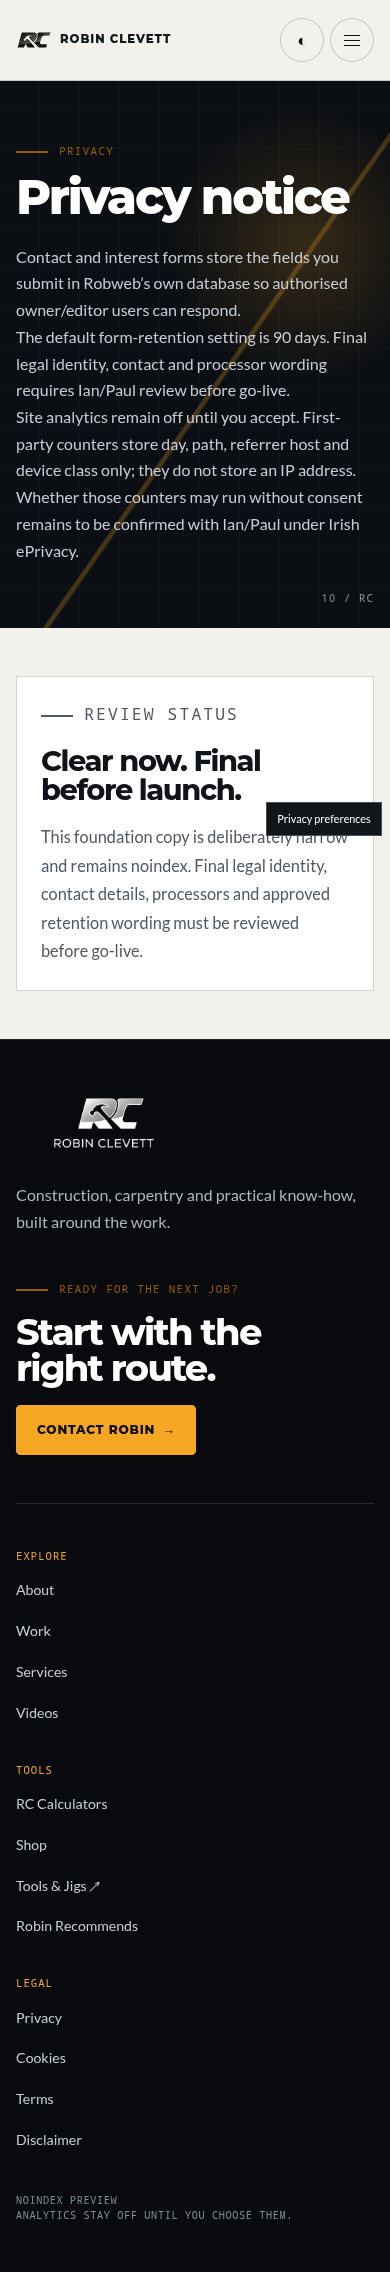 RC ROBIN CLEVETT
PRIVACY
Privacy notice
Contact and interest forms store the fields you
submit in Robweb’s own database so authorised
owner/editor users can respond.
The default form-retention setting is 90 days. Final
legal identity, contact and processor wording
requires Ian/Paul review before go-live.
Site analytics remain off until you accept. First-
party counters store day, path, referrer host and
device class only; they do not store an IP address.
Whether those counters may run without consent
remains to be confirmed with Ian/Paul under Irish
ePrivacy.
10 / RC
REVIEW STATUS
Clear now. Final
before launch.
Privacy preferences
This foundation copy is deliberately narrow
and remains noindex. Final legal identity,
contact details, processors and approved
retention wording must be reviewed
before go-live.
RC
ROBIN CLEVETT
Construction, carpentry and practical know-how,
built around the work.
READY FOR THE NEXT JOB?
Start with the
right route.
CONTACT ROBIN →
EXPLORE
About
Work
Services
Videos
TOOLS
RC Calculators
Shop
Tools & Jigs ↗
Robin Recommends
LEGAL
Privacy
Cookies
Terms
Disclaimer
NOINDEX PREVIEW
ANALYTICS STAY OFF UNTIL YOU CHOOSE THEM.